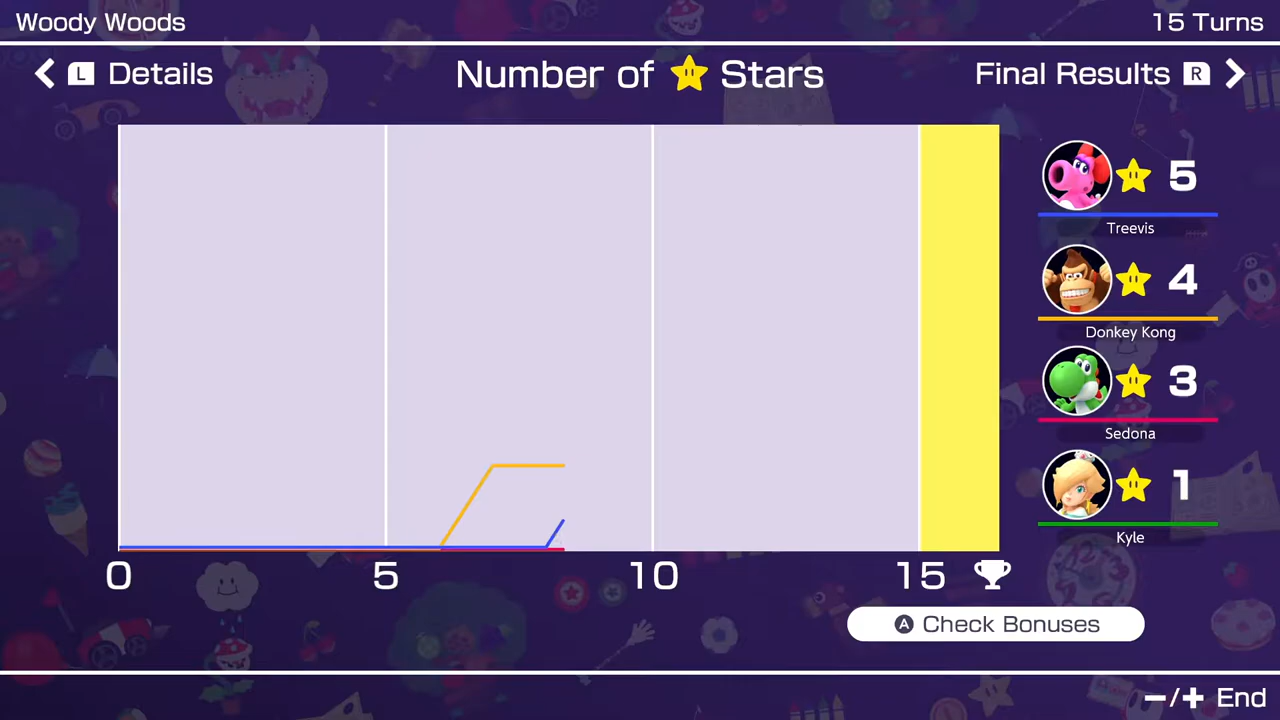 Woody Woods
15 Turns
L Details
Number of Stars
Final Results R
5
Treevis
4
Donkey Kong
3
Sedona
1
Kyle
0 5 10 15
A Check Bonuses
−/+ End